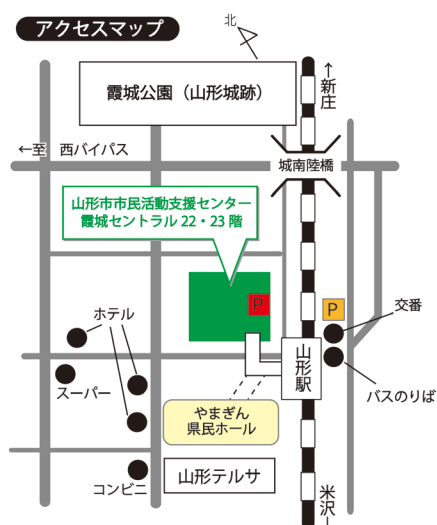 アクセスマップ
北
霞城公園（山形城跡）
↑新庄
←至 西バイパス
城南陸橋
山形市市民活動支援センター
霞城セントラル 22・23 階
P
P
交番
ホテル
山形駅
スーパー
バスのりば
やまぎん
県民ホール
山形テルサ
コンビニ
米沢↓